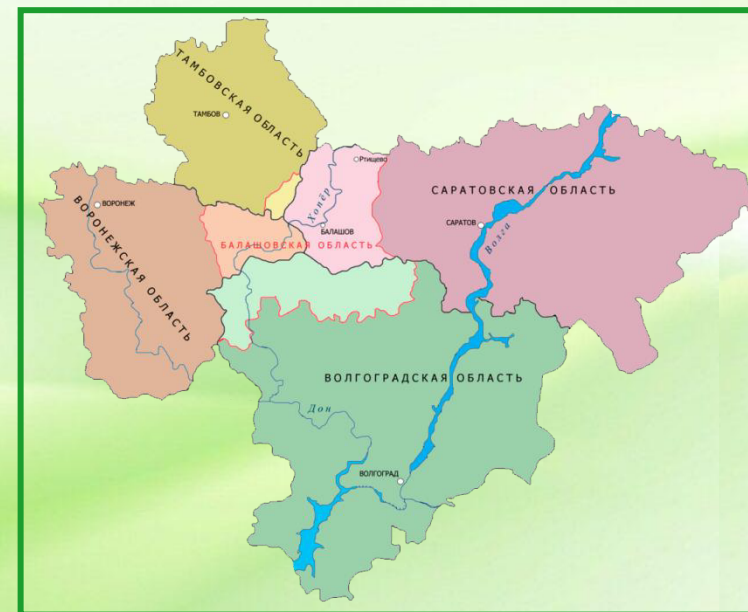 ТАМБОВСКАЯ ОБЛАСТЬ
ТАМБОВ
Ртищево
Хопёр
САРАТОВСКАЯ ОБЛАСТЬ
ВОРОНЕЖ
ВОРОНЕЖСКАЯ ОБЛАСТЬ
БАЛАШОВ
САРАТОВ
Волга
БАЛАШОВСКАЯ ОБЛАСТЬ
ВОЛГОГРАДСКАЯ ОБЛАСТЬ
Дон
ВОЛГОГРАД